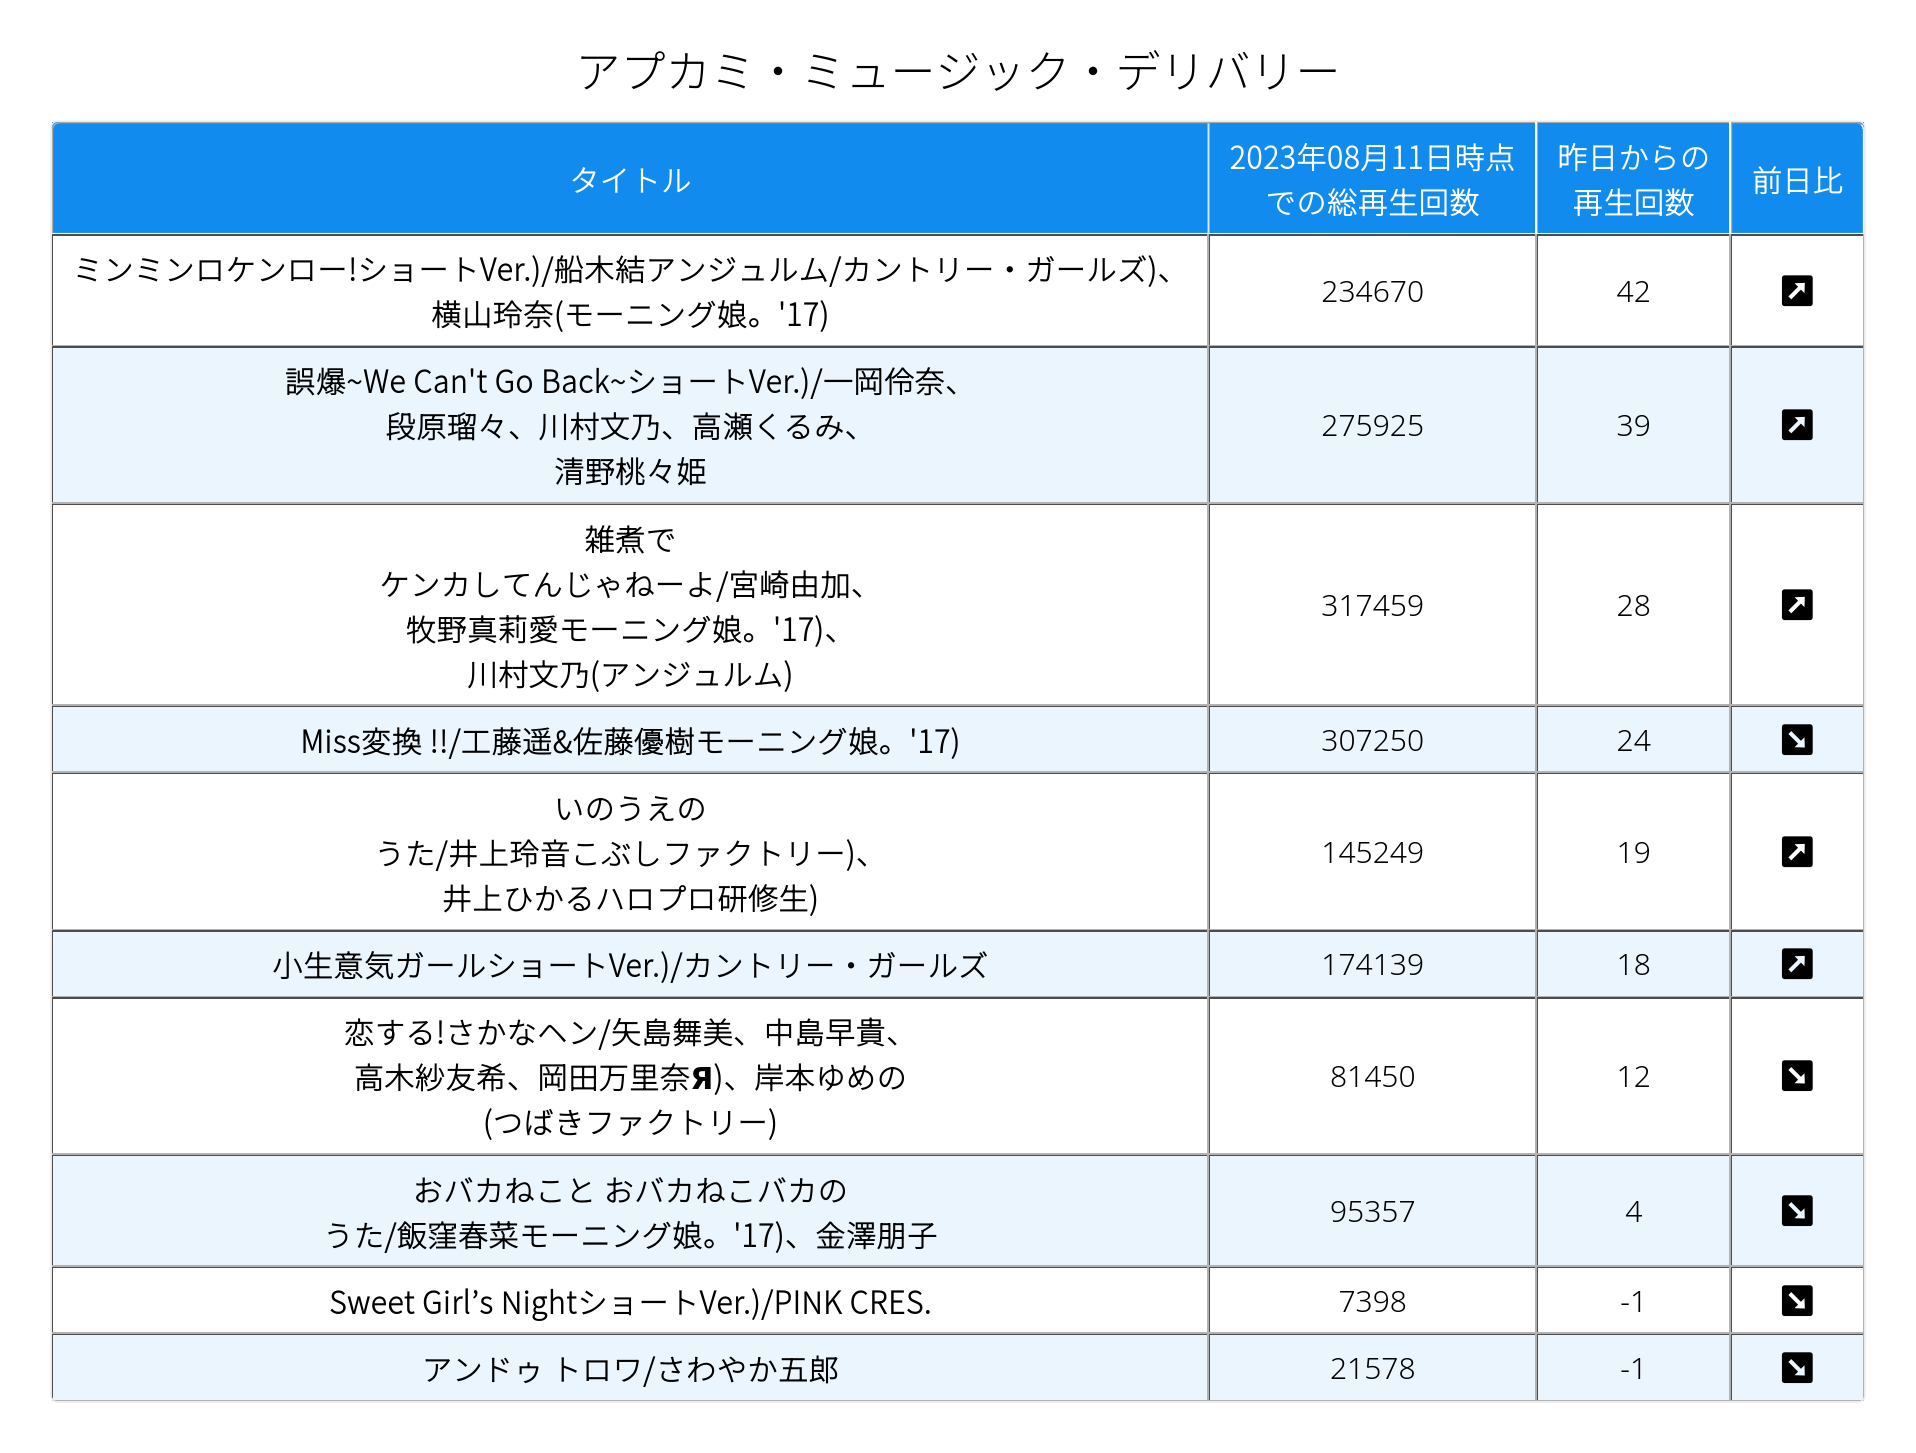 アプカミ・ミュージック・デリバリー
タイトル
2023年08月11日時点
での総再生回数
昨日からの
再生回数
前日比
ミンミンロケンロー!ショートVer.)/船木結アンジュルム/カントリー・ガールズ)、
横山玲奈(モーニング娘。'17)
234670
42
誤爆~We Can't Go Back~ショートVer.)/一岡伶奈、
段原瑠々、川村文乃、高瀬くるみ、
清野桃々姫
275925
39
雑煮で
ケンカしてんじゃねーよ/宮崎由加、
牧野真莉愛モーニング娘。'17)、
川村文乃(アンジュルム)
317459
28
Miss変換 !!/工藤遥&佐藤優樹モーニング娘。'17)
307250
24
いのうえの
うた/井上玲音こぶしファクトリー)、
井上ひかるハロプロ研修生)
145249
19
小生意気ガールショートVer.)/カントリー・ガールズ
174139
18
恋する!さかなヘン/矢島舞美、中島早貴、
高木紗友希、岡田万里奈Я)、岸本ゆめの
(つばきファクトリー)
81450
12
おバカねこと おバカねこバカの
うた/飯窪春菜モーニング娘。'17)、金澤朋子
95357
4
Sweet Girl’s NightショートVer.)/PINK CRES.
7398
-1
アンドゥ トロワ/さわやか五郎
21578
-1